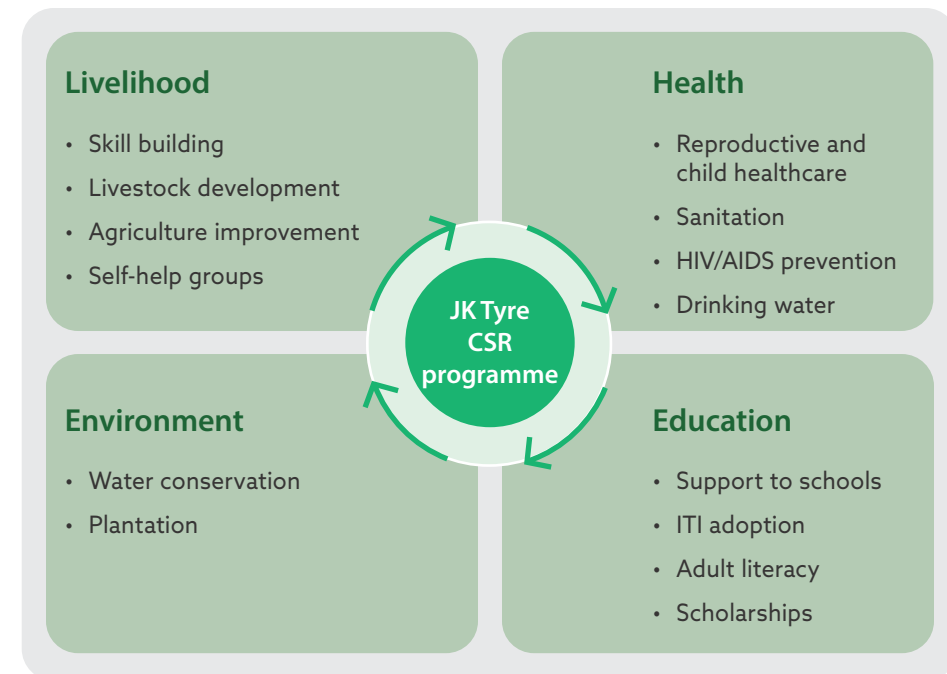 Livelihood
• Skill building
• Livestock development
• Agriculture improvement
• Self-help groups
Health
• Reproductive and
child healthcare
• Sanitation
• HIV/AIDS prevention
• Drinking water
JK Tyre
CSR
programme
Environment
• Water conservation
• Plantation
Education
• Support to schools
• ITI adoption
• Adult literacy
• Scholarships